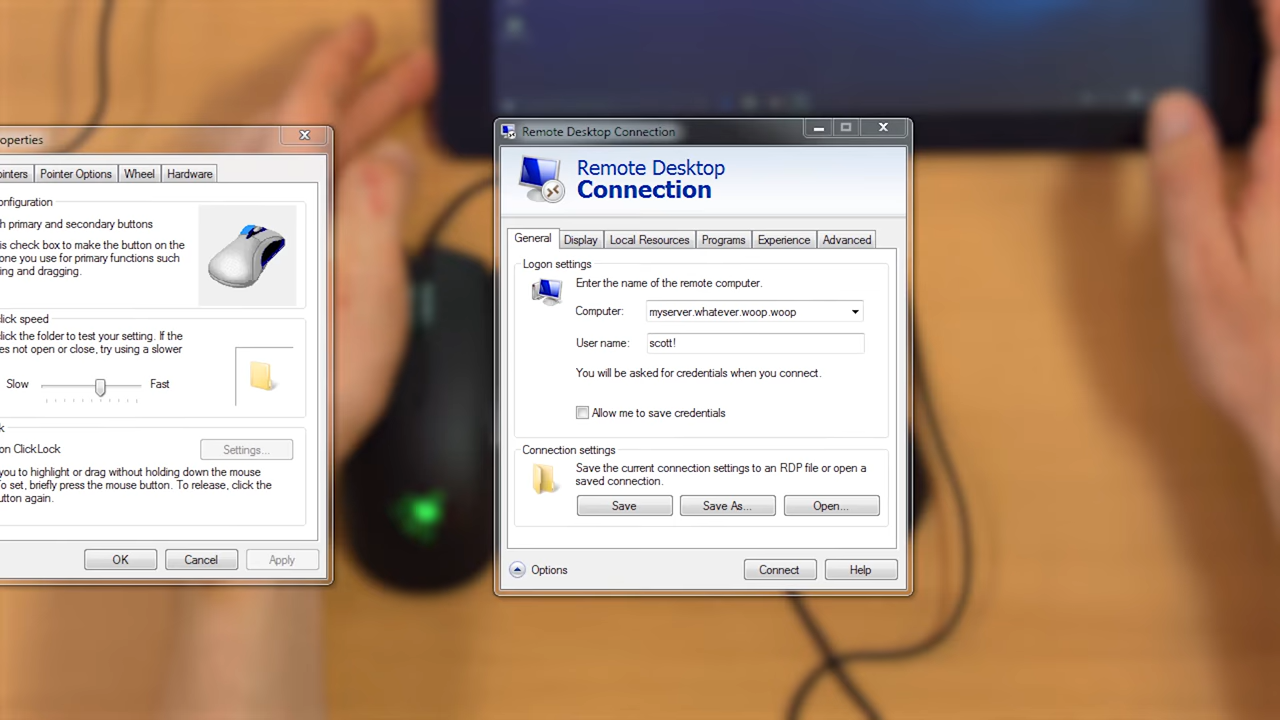 operties
ointers
Pointer Options
Wheel
Hardware
onfiguration
h primary and secondary buttons
is check box to make the button on the
one you use for primary functions such
ing and dragging.
lick speed
lick the folder to test your setting. If the
es not open or close, try using a slower
Slow
Fast
k
on ClickLock
Settings...
you to highlight or drag without holding down the mouse
To set, briefly press the mouse button. To release, click the
utton again.
OK
Cancel
Apply
Remote Desktop Connection
Remote Desktop
Connection
General
Display
Local Resources
Programs
Experience
Advanced
Logon settings
Enter the name of the remote computer.
Computer:
myserver.whatever.woop.woop
User name:
scott!
You will be asked for credentials when you connect.
Allow me to save credentials
Connection settings
Save the current connection settings to an RDP file or open a
saved connection.
Save
Save As...
Open...
Options
Connect
Help